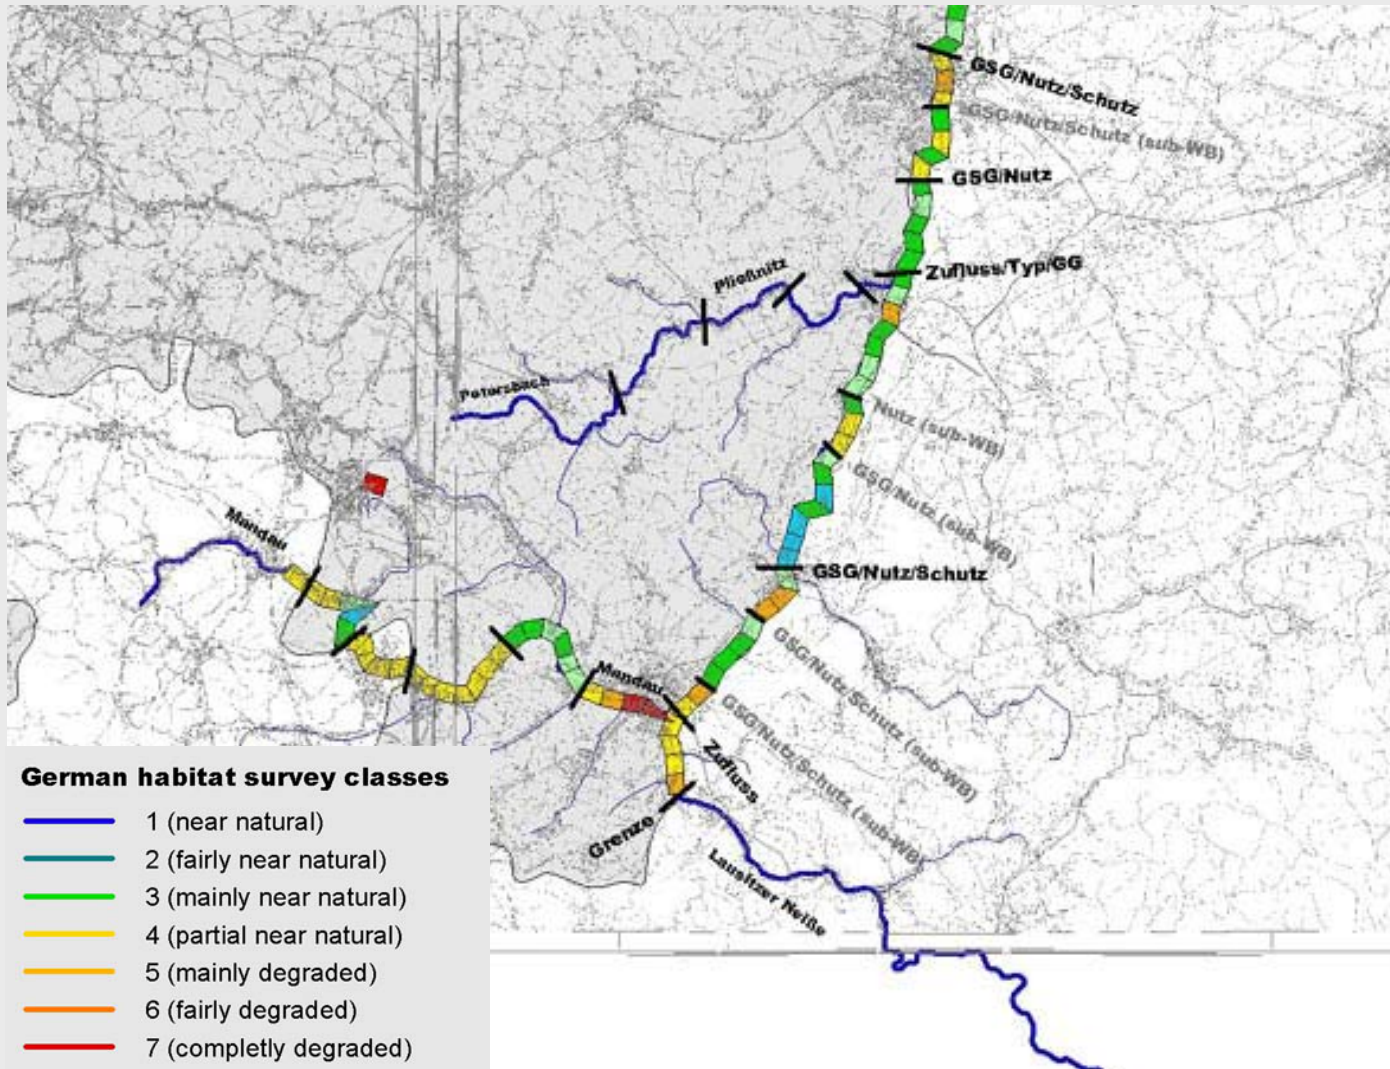 GSG/Nutz/Schutz
GSG/Nutz/Schutz (sub-WB)
GSG/Nutz
Zufluss/Typ/GG
Pließnitz
Petersbach
Nutz (sub-WB)
GSG/Nutz (sub-WB)
Mandau
GSG/Nutz/Schutz
GSG/Nutz/Schutz (sub-WB)
Mandau
GSG/Nutz/Schutz (sub-WB)
Zufluss
Grenze
Lausitzer Neiße
German habitat survey classes
1 (near natural)
2 (fairly near natural)
3 (mainly near natural)
4 (partial near natural)
5 (mainly degraded)
6 (fairly degraded)
7 (completly degraded)